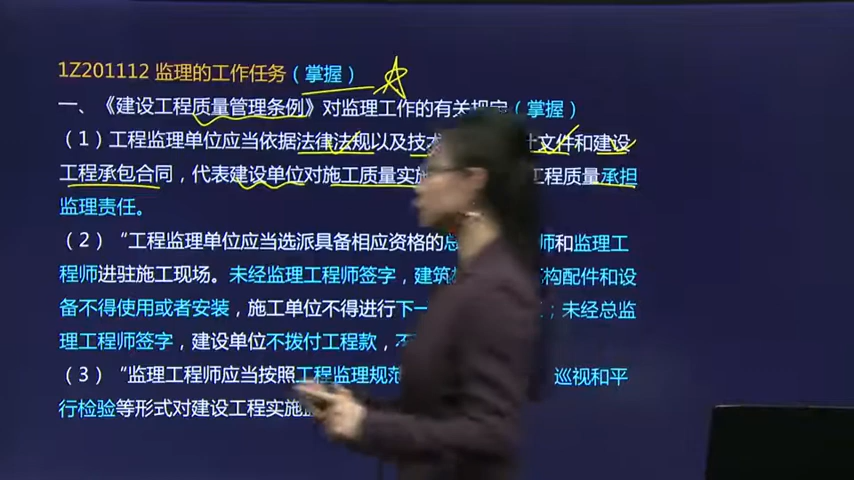 1Z201112 监理的工作任务（掌握）
一、《建设工程质量管理条例》对监理工作的有关规定（掌握）
（1）工程监理单位应当依据法律法规以及技 文件和建设
工程承包合同，代表建设单位对施工质量实施 工程质量承担
监理责任。
（2）“工程监理单位应当选派具备相应资格的总 师和监理工
程师进驻施工现场。未经监理工程师签字，建筑 构配件和设
备不得使用或者安装，施工单位不得进行下一 ；未经总监
理工程师签字，建设单位不拨付工程款，不
（3）“监理工程师应当按照工程监理规范 巡视和平
行检验等形式对建设工程实施